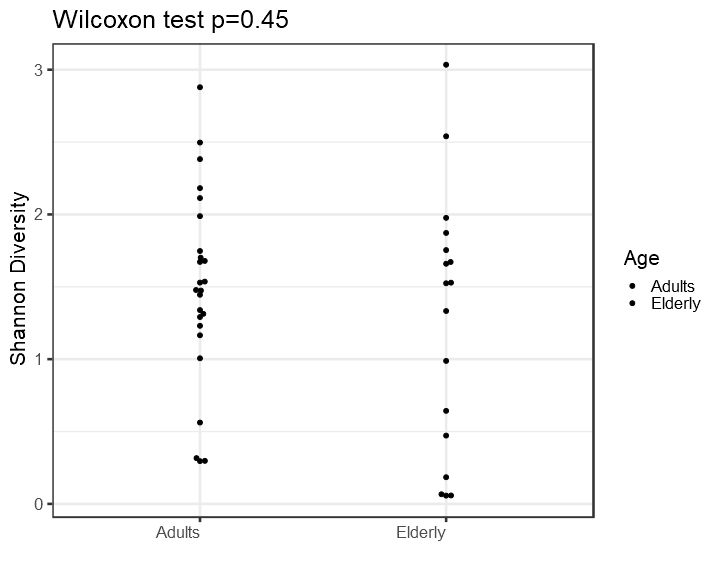 Wilcoxon test p=0.45
3
2
1
0
Shannon Diversity
Adults
Elderly
Age
Adults
Elderly